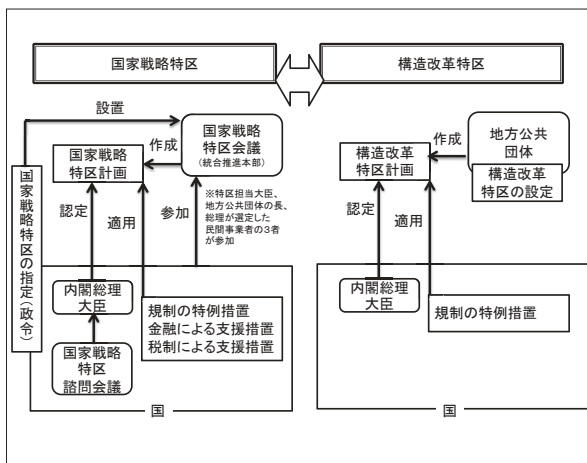 国家戦略特区
構造改革特区
設置
国家戦略
特区会議
(統合推進本部)
作成
国家戦略
特区計画
※特区担当大臣、
地方公共団体の長、
総理が選定した
民間事業者の3者
が参加
認定
適用
参加
国家戦略特区の指定(政令)
内閣総理
大臣
規制の特例措置
金融による支援措置
税制による支援措置
国家戦略
特区
諮問会議
国
地方公共
団体
構造改革
特区の設定
作成
構造改革
特区計画
認定
適用
内閣総理
大臣
規制の特例措置
国